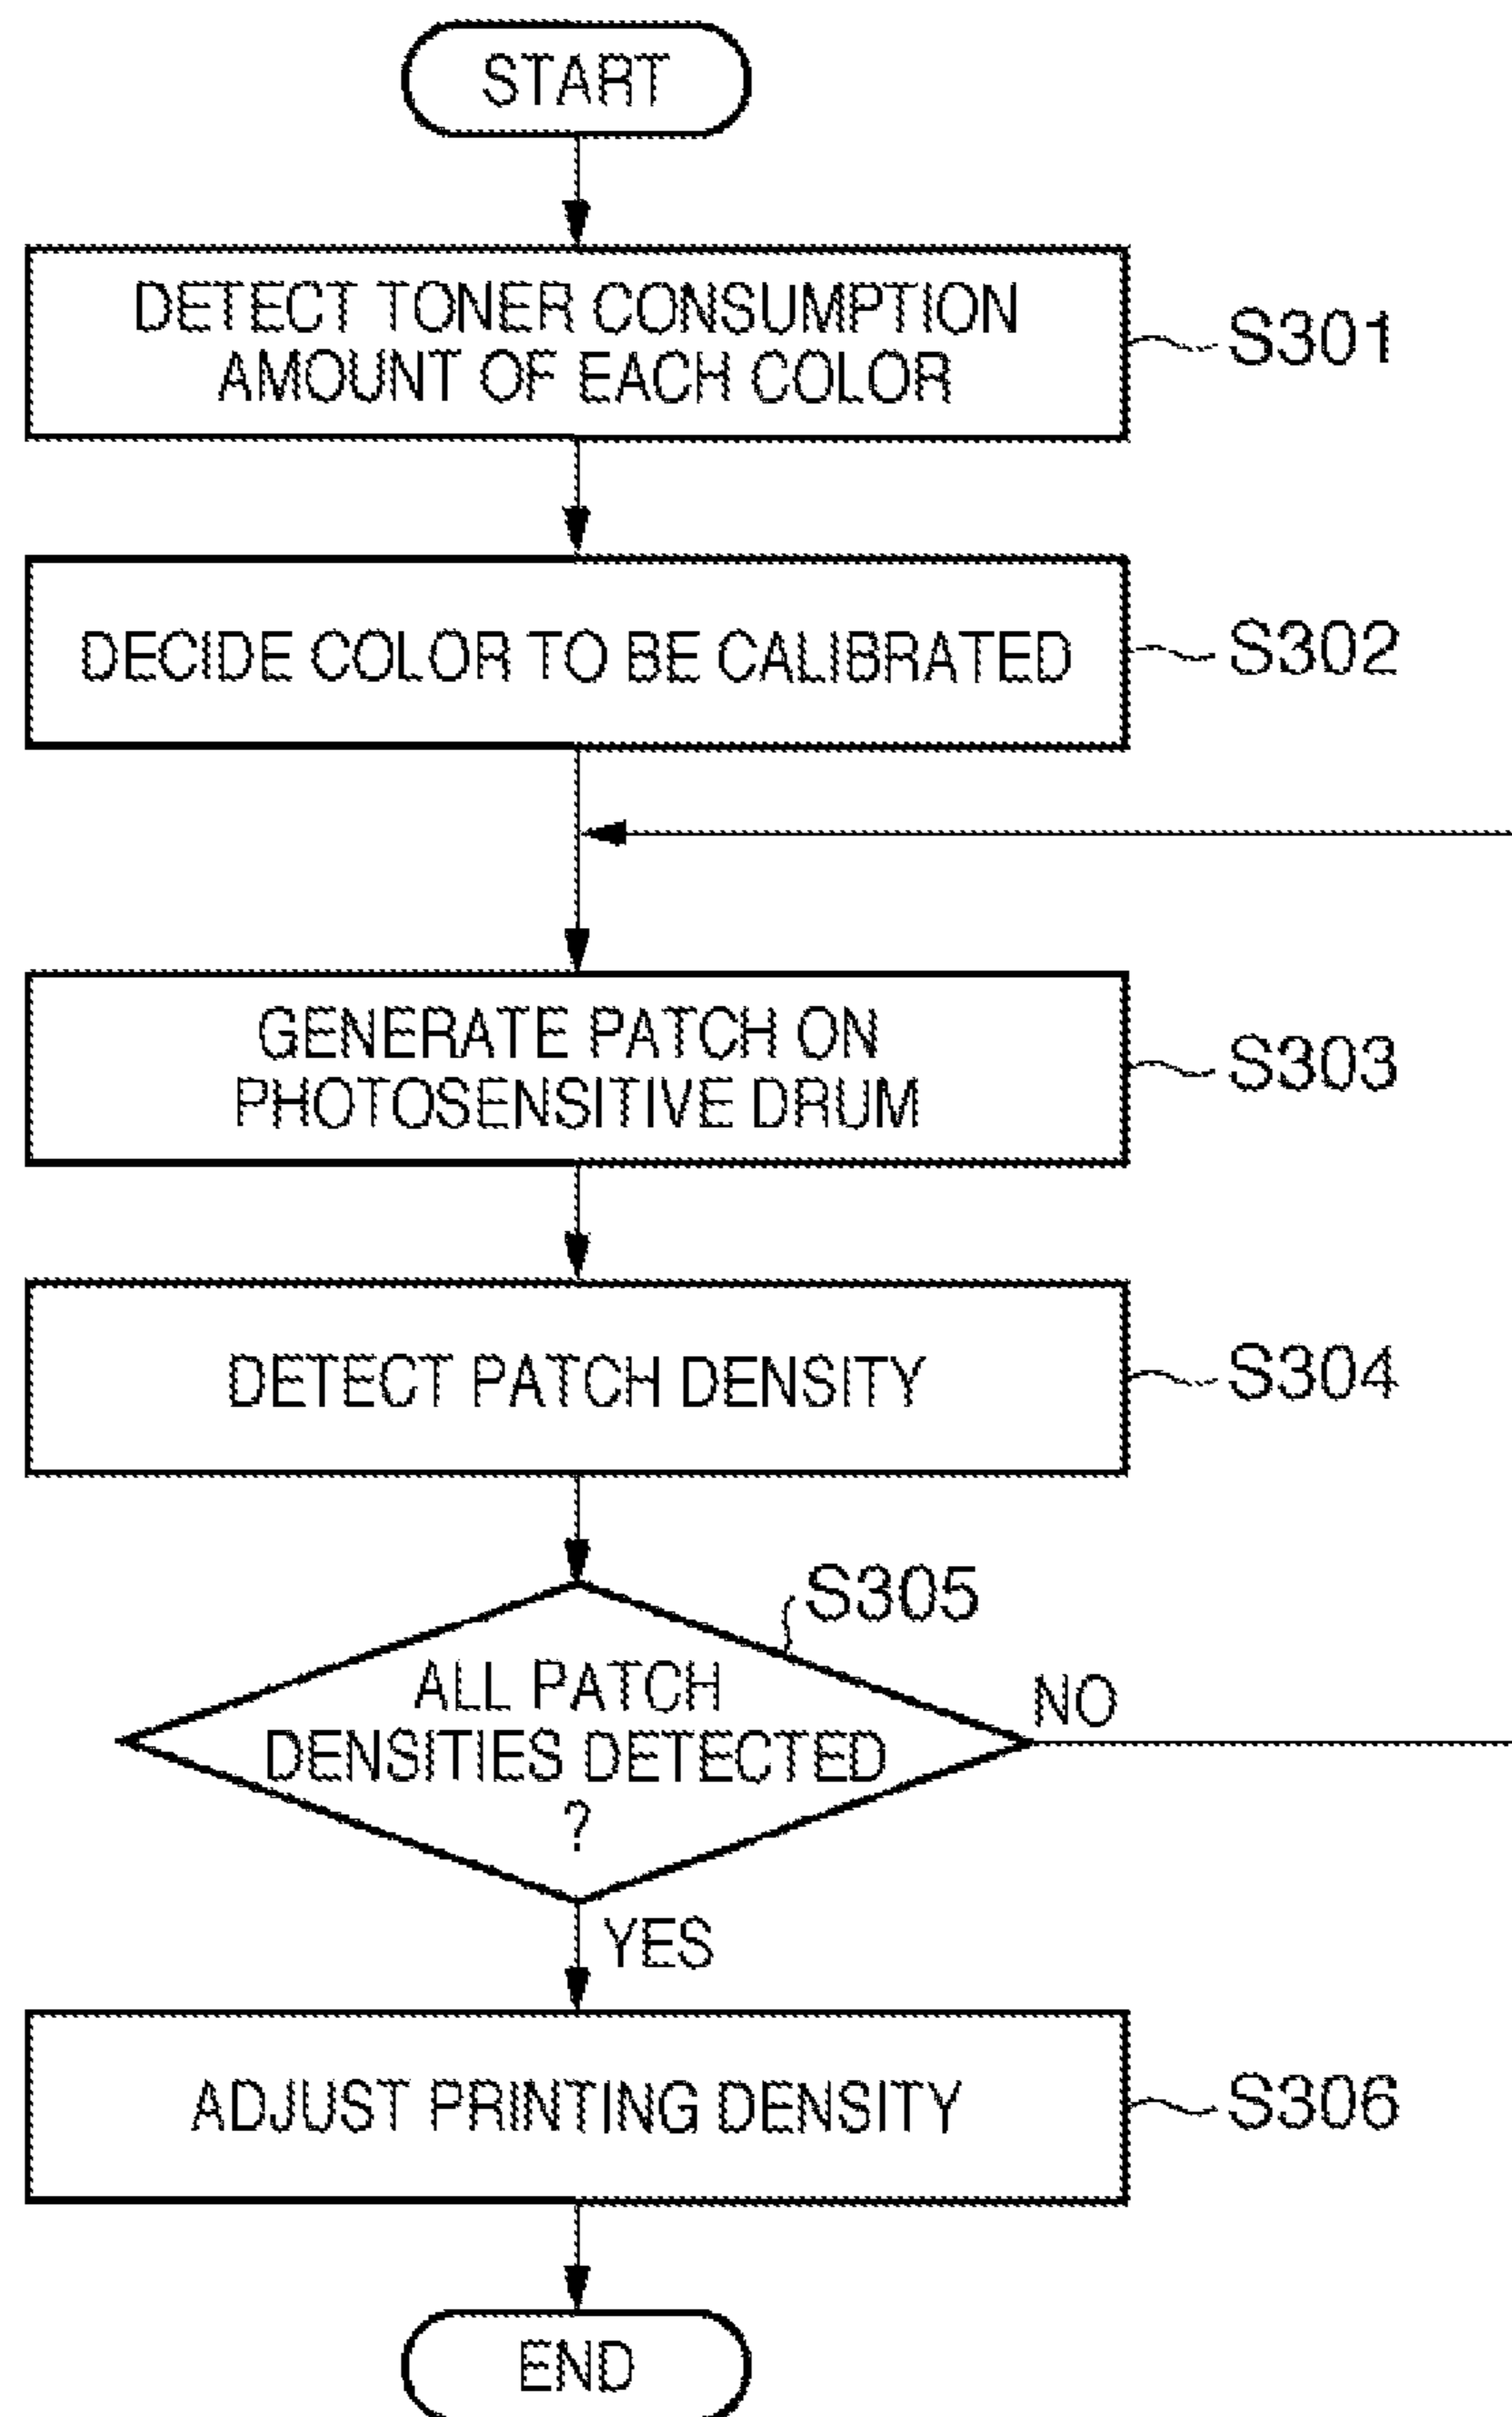 START
DETECT TONER CONSUMPTION
AMOUNT OF EACH COLOR
S301
DECIDE COLOR TO BE CALIBRATED
S302
GENERATE PATCH ON
PHOTOSENSITIVE DRUM
S303
DETECT PATCH DENSITY
S304
S305
ALL PATCH
DENSITIES DETECTED
?
NO
YES
ADJUST PRINTING DENSITY
S306
END